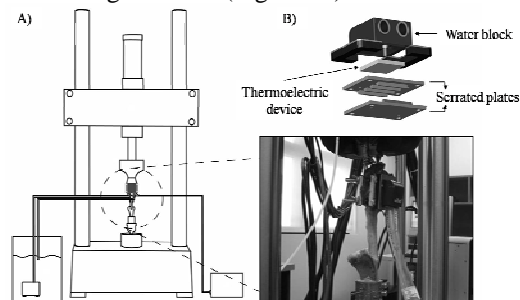 A)
B)
Water block
Thermoelectric
device
Serrated plates